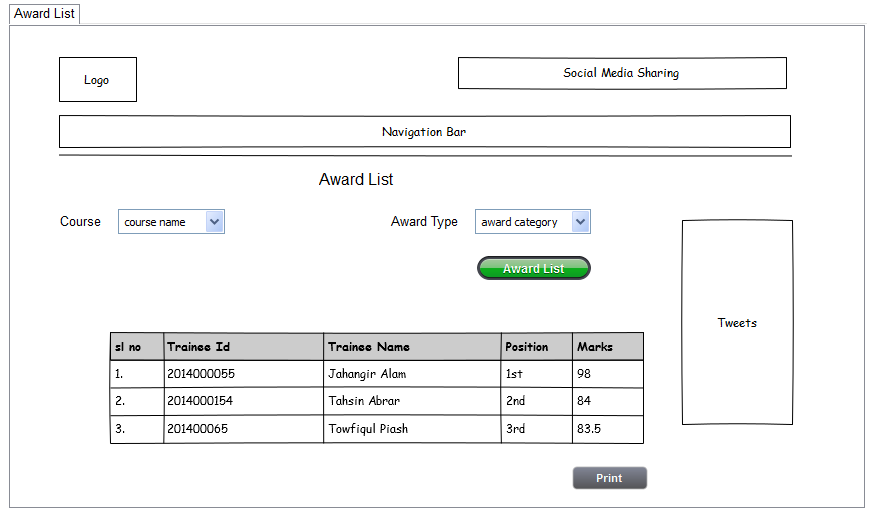 Award List
Logo
Social Media Sharing
Navigation Bar
Award List
Course course name Award Type award category
Award List
Tweets
sl no Trainee Id Trainee Name Position Marks
1. 2014000055 Jahangir Alam 1st 98
2. 2014000154 Tahsin Abrar 2nd 84
3. 201400065 Towfiqul Piash 3rd 83.5
Print